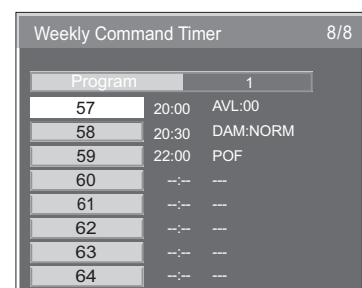 Weekly Command Timer 8/8
Program 1
57 20:00 AVL:00
58 20:30 DAM:NORM
59 22:00 POF
60 --:-- ---
61 --:-- ---
62 --:-- ---
63 --:-- ---
64 --:-- ---